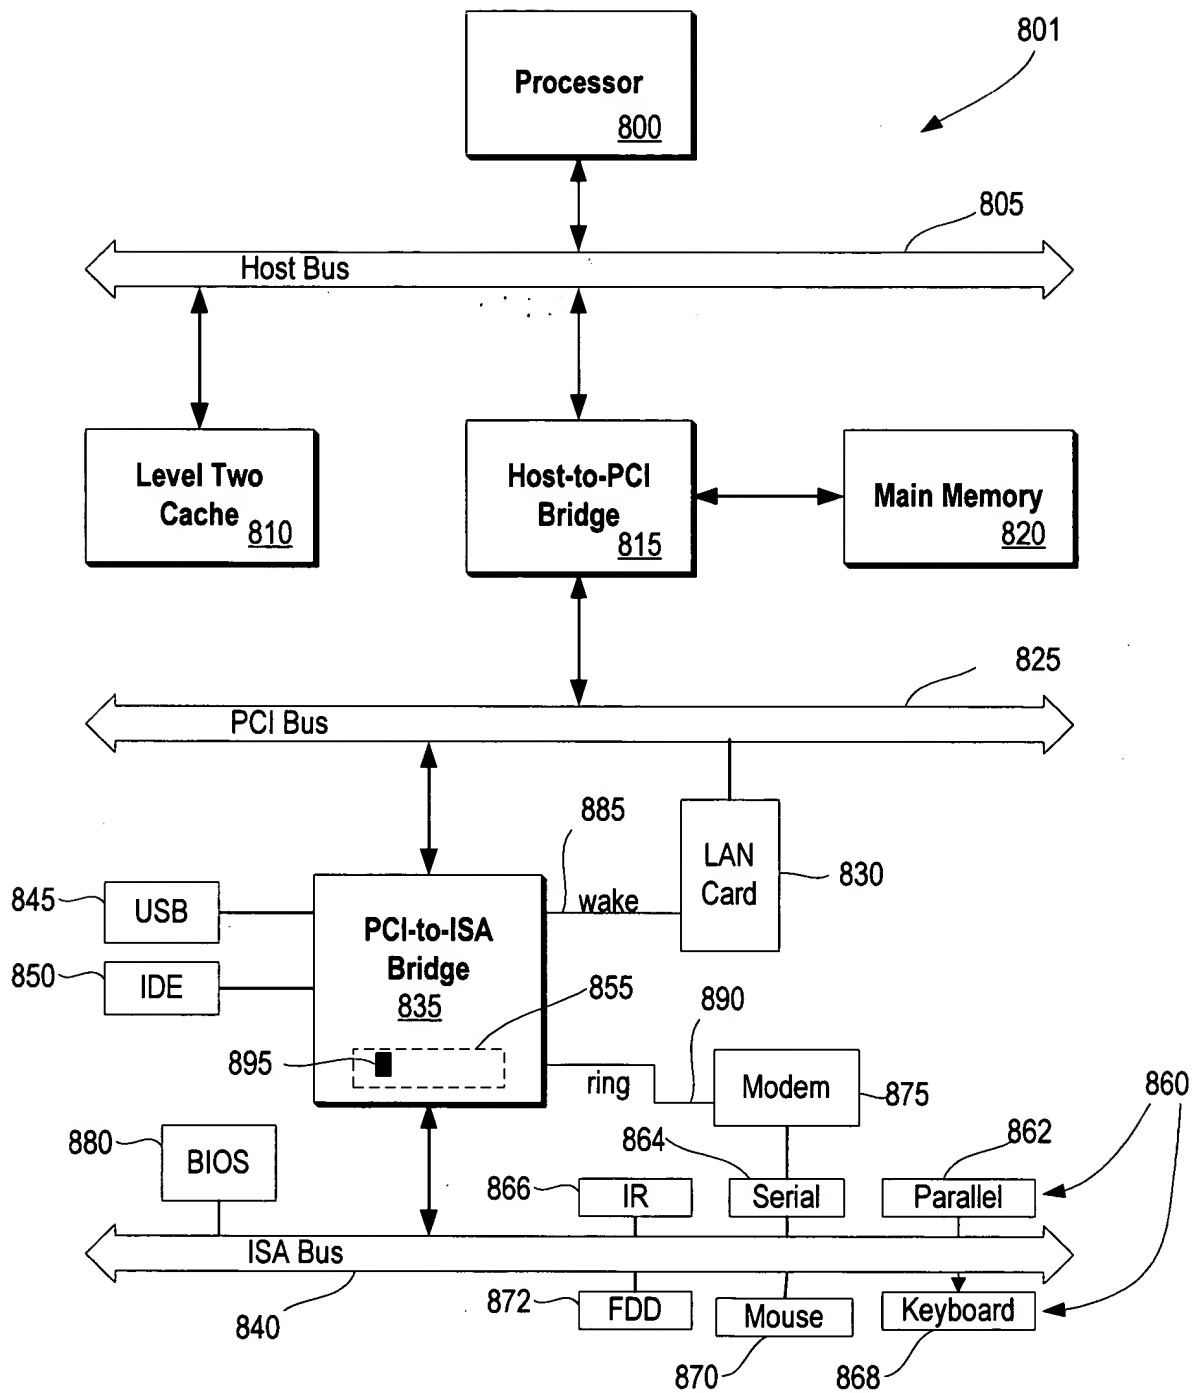 801
Processor
800
805
Host Bus
Level Two
Cache
810
Host-to-PCI
Bridge
815
Main Memory
820
825
PCI Bus
885
LAN
Card
830
wake
845
USB
850
IDE
PCI-to-ISA
Bridge
835
855
895
890
ring
Modem
875
860
880
BIOS
864
862
866
IR
Serial
Parallel
ISA Bus
840
872
FDD
Mouse
870
Keyboard
868